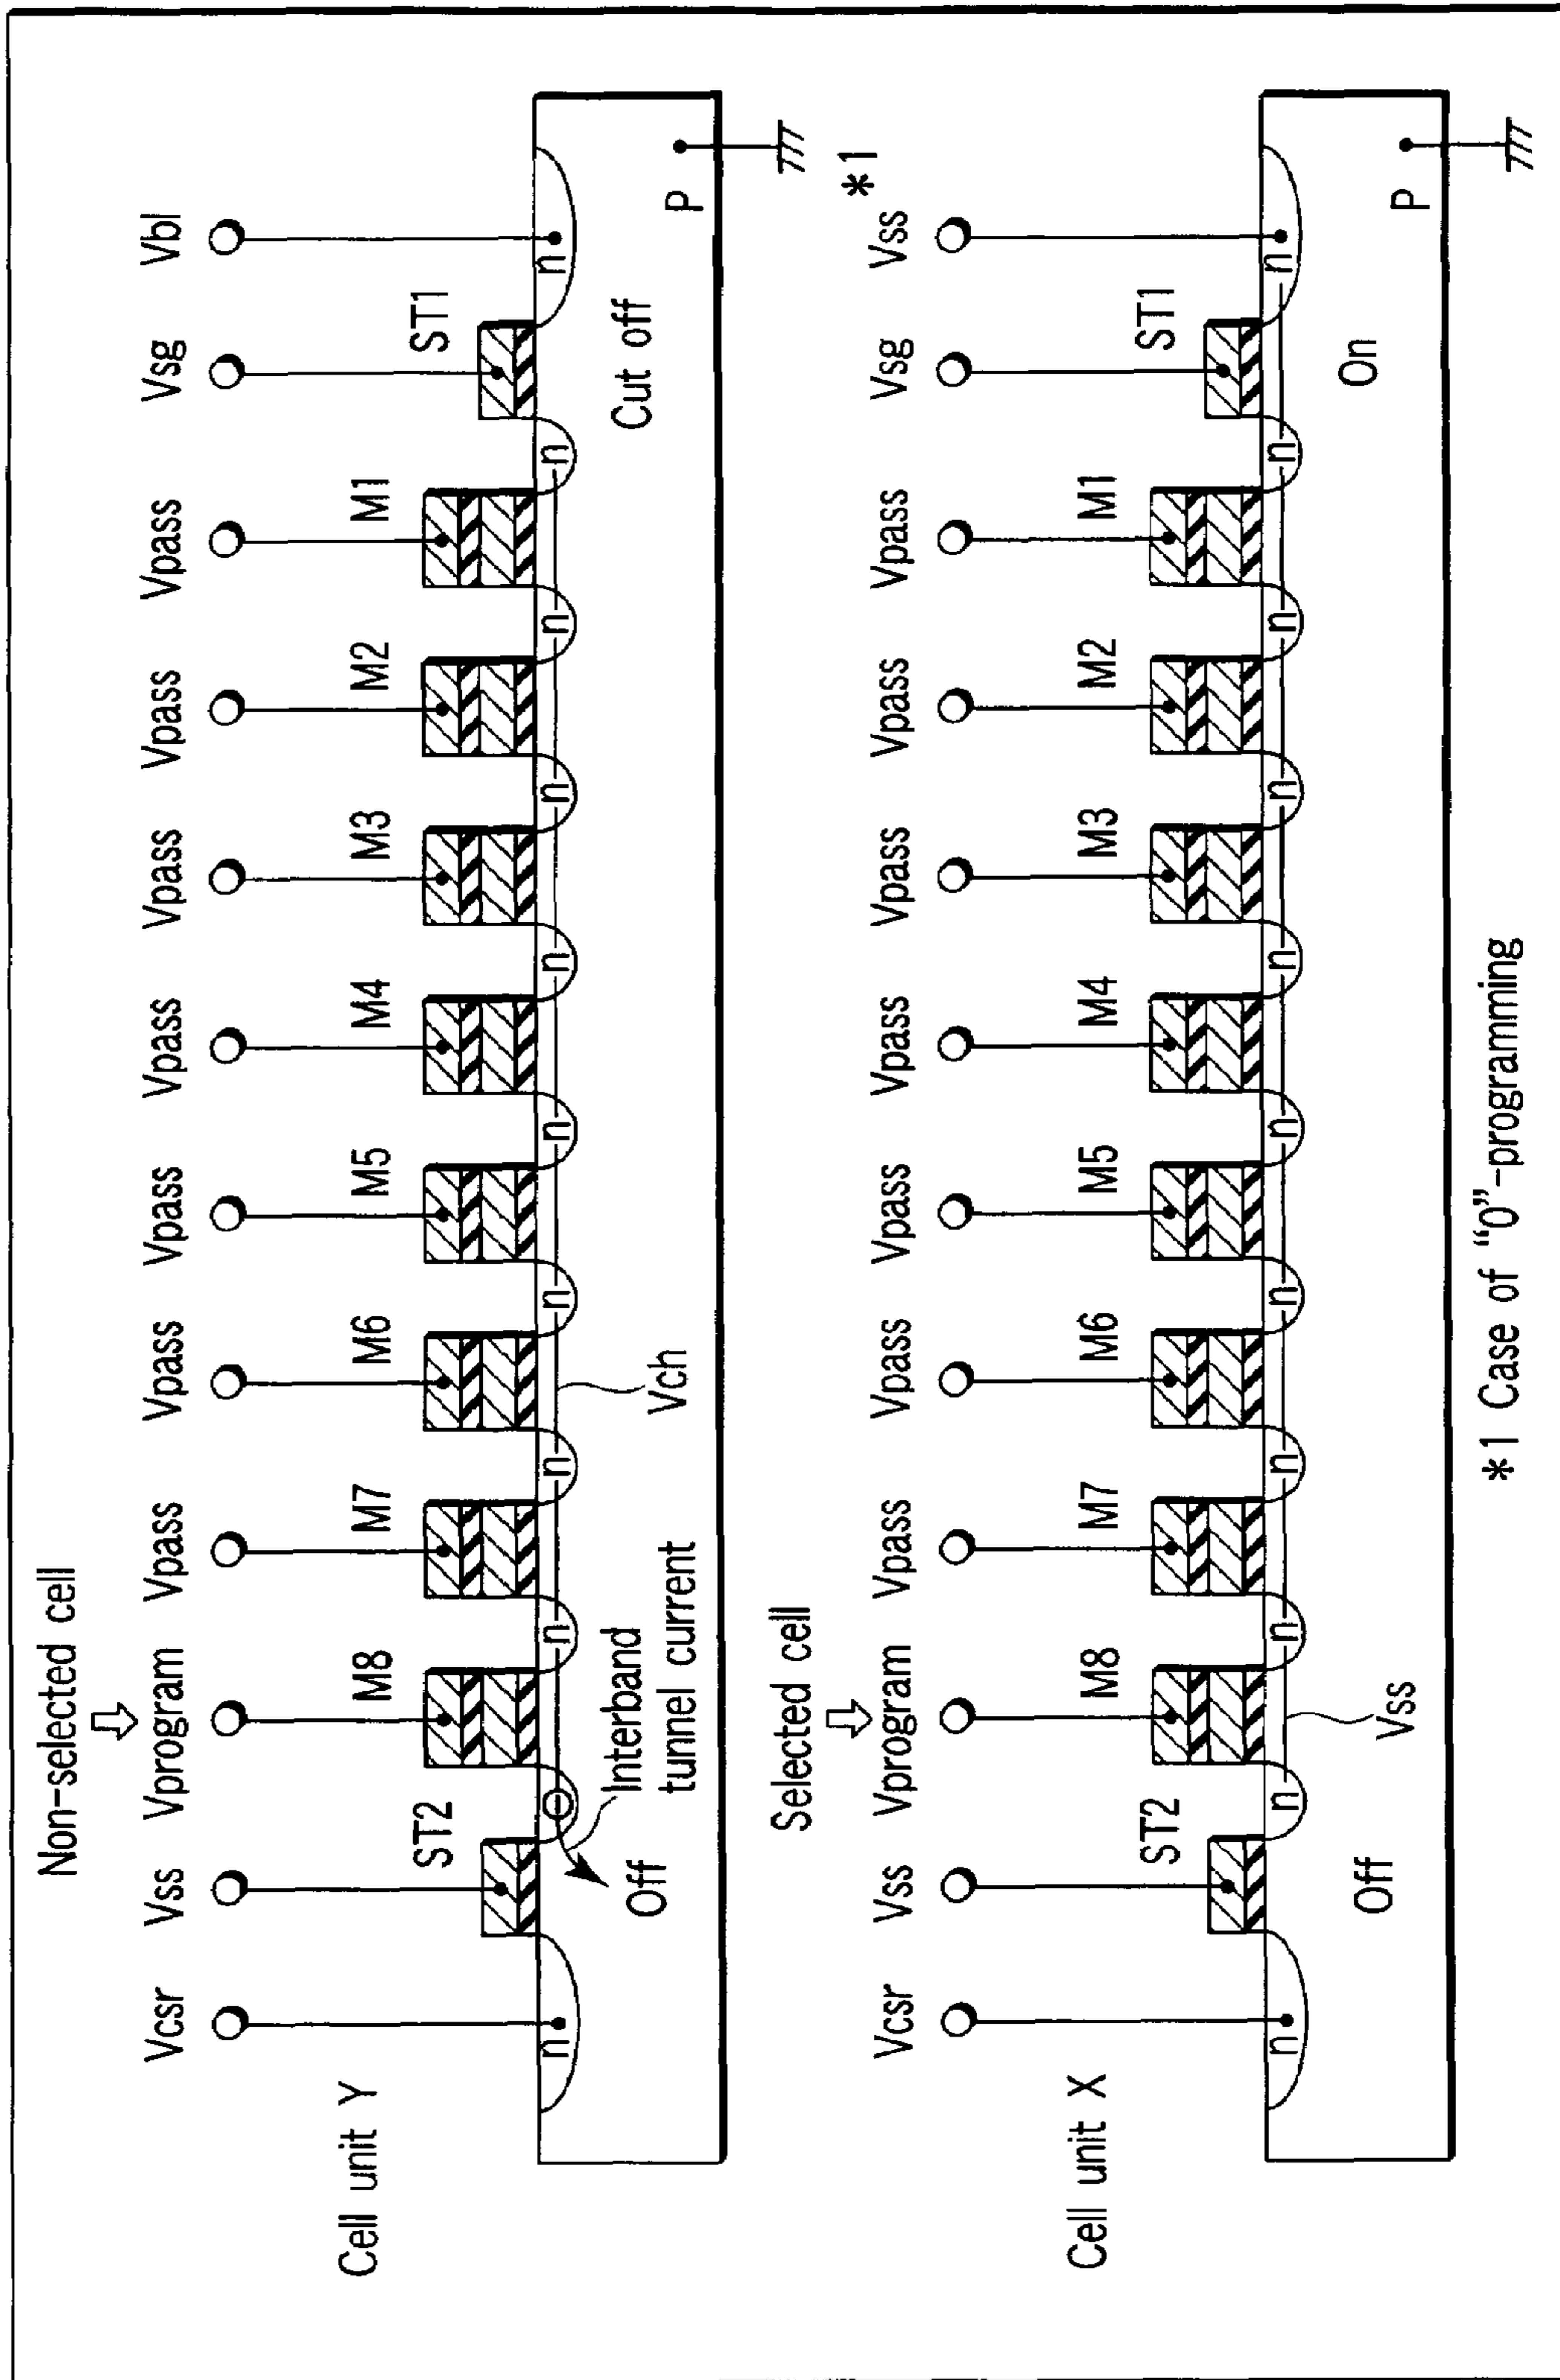 Non-selected cell
Vcsr Vss Vprogram Vpass Vpass Vpass Vpass Vpass Vpass Vpass Vsg Vbl
Cell unit Y
ST2 M8 M7 M6 M5 M4 M3 M2 M1 ST1
n n n n n n n n n n
Off
Interband
tunnel current
Vch
Cut off
P
Selected cell
*1
Vcsr Vss Vprogram Vpass Vpass Vpass Vpass Vpass Vpass Vpass Vsg Vss
Cell unit X
ST2 M8 M7 M6 M5 M4 M3 M2 M1 ST1
n n n n n n n n n n n
Off
Vss
On
P
*1 Case of “0”-programming